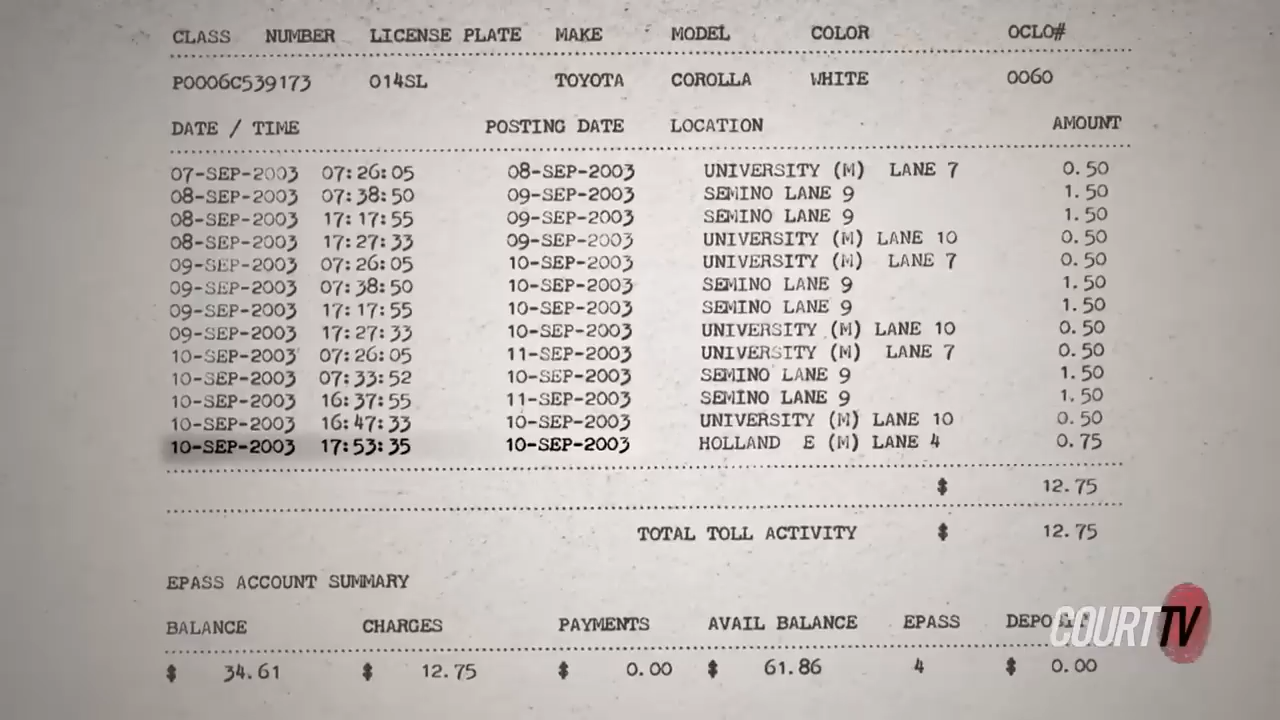 CLASS NUMBER LICENSE PLATE MAKE MODEL COLOR OCLO#
P0006C539173 014SL TOYOTA COROLLA WHITE 0060
DATE / TIME POSTING DATE LOCATION AMOUNT
07-SEP-2003 07:26:05 08-SEP-2003 UNIVERSITY (M) LANE 7 0.50
08-SEP-2003 07:38:50 09-SEP-2003 SEMINO LANE 9 1.50
08-SEP-2003 17:17:55 09-SEP-2003 SEMINO LANE 9 1.50
08-SEP-2003 17:27:33 09-SEP-2003 UNIVERSITY (M) LANE 10 0.50
09-SEP-2003 07:26:05 10-SEP-2003 UNIVERSITY (M) LANE 7 0.50
09-SEP-2003 07:38:50 10-SEP-2003 SEMINO LANE 9 1.50
09-SEP-2003 17:17:55 10-SEP-2003 SEMINO LANE 9 1.50
09-SEP-2003 17:27:33 10-SEP-2003 UNIVERSITY (M) LANE 10 0.50
10-SEP-2003 07:26:05 11-SEP-2003 UNIVERSITY (M) LANE 7 0.50
10-SEP-2003 07:33:52 10-SEP-2003 SEMINO LANE 9 1.50
10-SEP-2003 16:37:55 11-SEP-2003 SEMINO LANE 9 1.50
10-SEP-2003 16:47:33 10-SEP-2003 UNIVERSITY (M) LANE 10 0.50
10-SEP-2003 17:53:35 10-SEP-2003 HOLLAND E (M) LANE 4 0.75
$ 12.75
TOTAL TOLL ACTIVITY $ 12.75
EPASS ACCOUNT SUMMARY
BALANCE CHARGES PAYMENTS AVAIL BALANCE EPASS DEPOSIT
$ 34.61 $ 12.75 $ 0.00 $ 61.86 4 $ 0.00
COURT TV